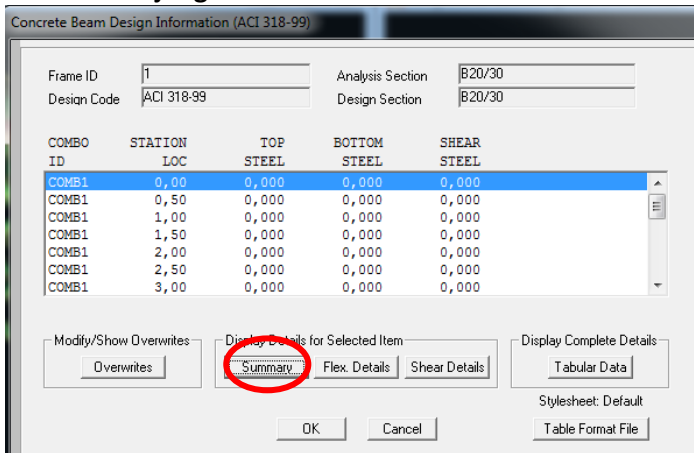 Concrete Beam Design Information (ACI 318-99)
Frame ID 1 Analysis Section B20/30
Design Code ACI 318-99 Design Section B20/30
COMBO STATION TOP BOTTOM SHEAR
ID LOC STEEL STEEL STEEL
COMB1 0,00 0,000 0,000 0,000
COMB1 0,50 0,000 0,000 0,000
COMB1 1,00 0,000 0,000 0,000
COMB1 1,50 0,000 0,000 0,000
COMB1 2,00 0,000 0,000 0,000
COMB1 2,50 0,000 0,000 0,000
COMB1 3,00 0,000 0,000 0,000
Modify/Show Overwrites Display Details for Selected Item Display Complete Details
Overwrites Summary Flex. Details Shear Details Tabular Data
Stylesheet: Default
OK Cancel Table Format File